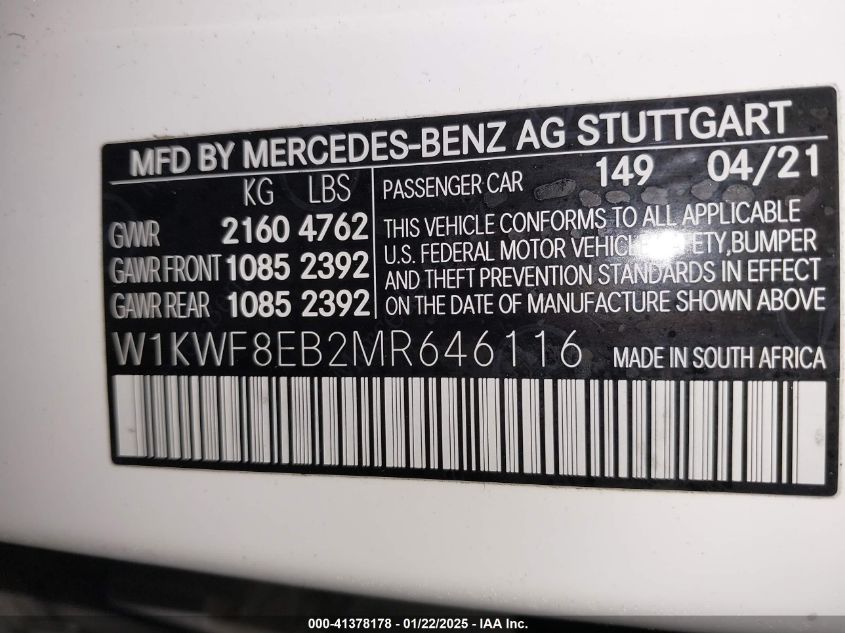 MFD BY MERCEDES-BENZ AG STUTTGART
KG LBS
GVWR 2160 4762
GAWR FRONT 1085 2392
GAWR REAR 1085 2392
PASSENGER CAR 149 04/21
THIS VEHICLE CONFORMS TO ALL APPLICABLE
U.S. FEDERAL MOTOR VEHICLE ,BUMPER
AND THEFT PREVENTION STANDARDS IN EFFECT
ON THE DATE OF MANUFACTURE SHOWN ABOVE
W1KWF8EB2MR646116 MADE IN SOUTH AFRICA
000-41378178 - 01/22/2025 - IAA Inc.